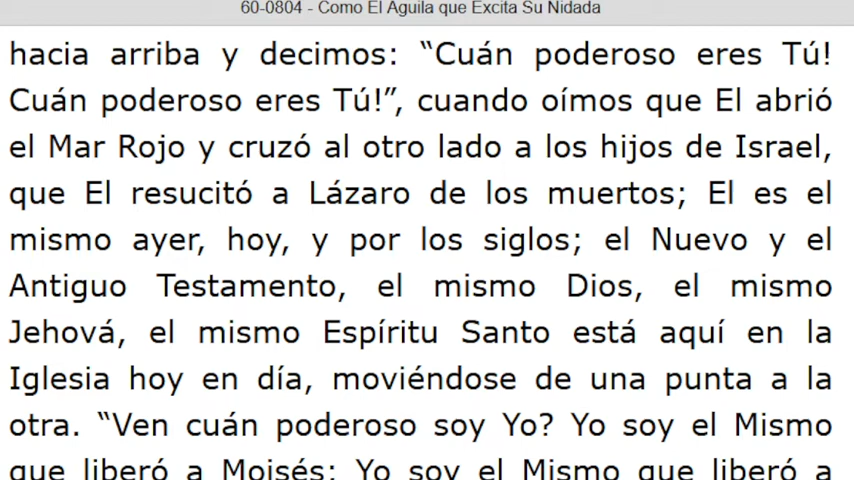 60-0804 - Como El Aguila que Excita Su Nidada
hacia arriba y decimos: “Cuán poderoso eres Tú!
Cuán poderoso eres Tú!”, cuando oímos que El abrió
el Mar Rojo y cruzó al otro lado a los hijos de Israel,
que El resucitó a Lázaro de los muertos; El es el
mismo ayer, hoy, y por los siglos; el Nuevo y el
Antiguo Testamento, el mismo Dios, el mismo
Jehová, el mismo Espíritu Santo está aquí en la
Iglesia hoy en día, moviéndose de una punta a la
otra. “Ven cuán poderoso soy Yo? Yo soy el Mismo
que liberó a Moisés; Yo soy el Mismo que liberó a